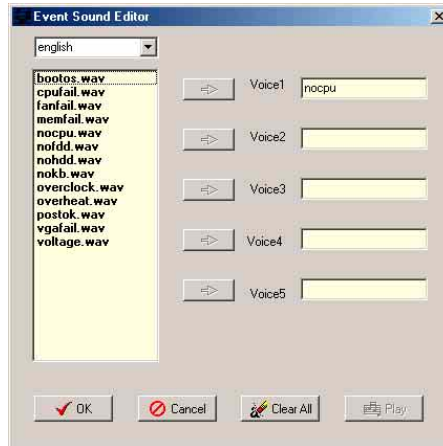 Event Sound Editor
english
bootos.wav
cpufail.wav
fanfail.wav
memfail.wav
nocpu.wav
nofdd.wav
nohdd.wav
nokb.wav
overclock.wav
overheat.wav
postok.wav
vgafail.wav
voltage.wav
Voice1 nocpu
Voice2
Voice3
Voice4
Voice5
OK Cancel Clear All Play